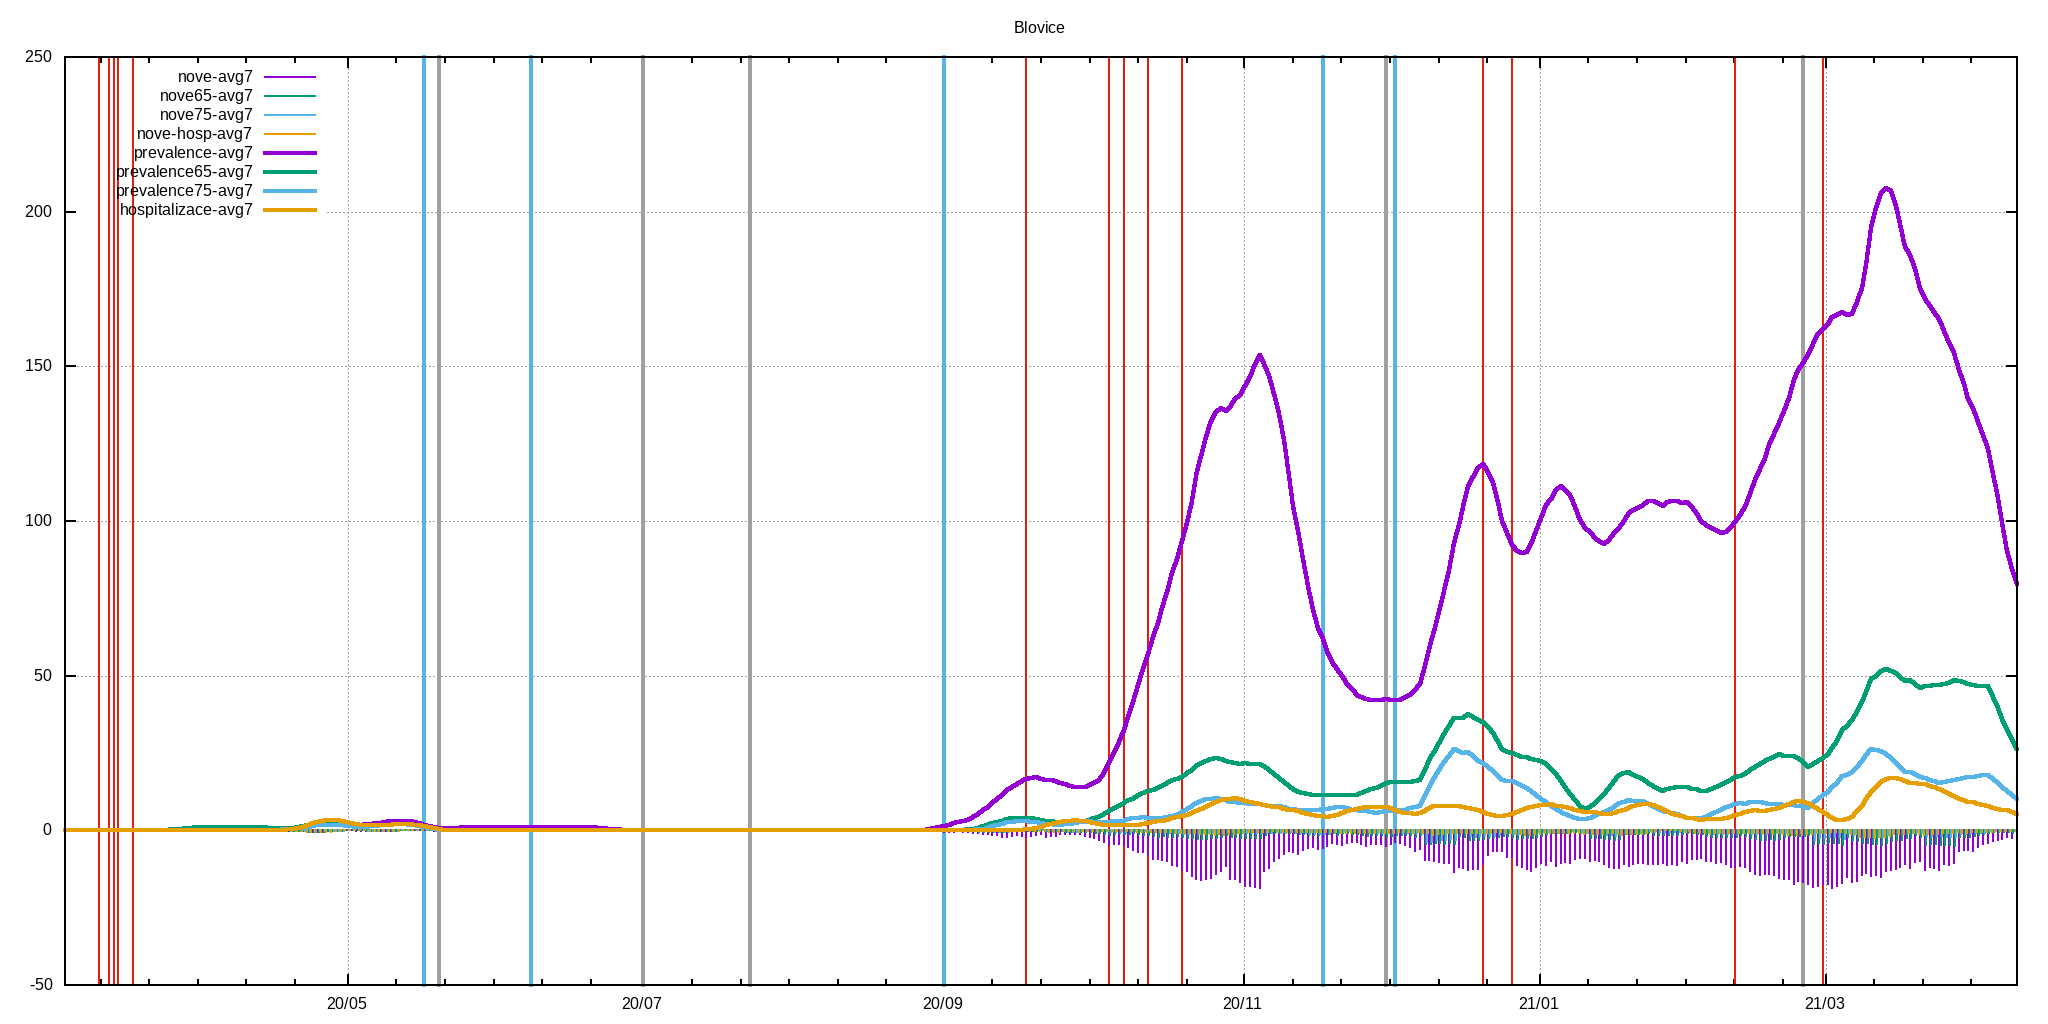 Blovice
250
200
150
100
50
0
-50
nove-avg7
nove65-avg7
nove75-avg7
nove-hosp-avg7
prevalence-avg7
prevalence65-avg7
prevalence75-avg7
hospitalizace-avg7
20/05 20/07 20/09 20/11 21/01 21/03